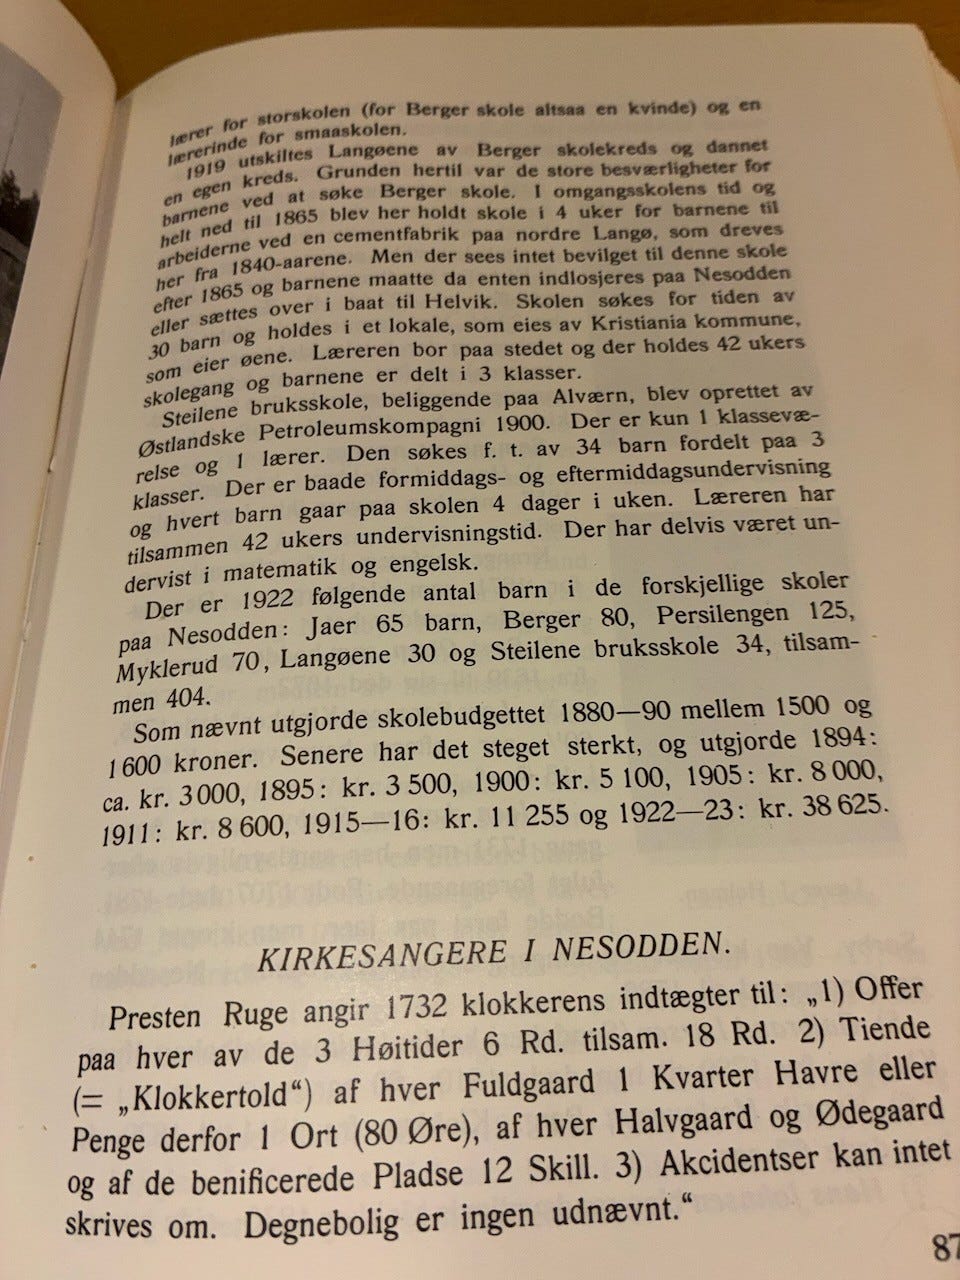 lærer for storskolen (for Berger skole altsaa en kvinde) og en
lærerinde for smaaskolen.
1919 utskiltes Langøene av Berger skolekreds og dannet
en egen kreds. Grunden hertil var de store besværligheter for
barnene ved at søke Berger skole. I omgangsskolens tid og
helt ned til 1865 blev her holdt skole i 4 uker for barnene til
arbeiderne ved en cementfabrik paa nordre Langø, som dreves
her fra 1840-aarene. Men der sees intet bevilget til denne skole
efter 1865 og barnene maatte da enten indlosjeres paa Nesodden
eller sættes over i baat til Helvik. Skolen søkes for tiden av
30 barn og holdes i et lokale, som eies av Kristiania kommune,
som eier øene. Læreren bor paa stedet og der holdes 42 ukers
skolegang og barnene er delt i 3 klasser.
Steilene bruksskole, beliggende paa Alværn, blev oprettet av
Østlandske Petroleumskompagni 1900. Der er kun 1 klassevæ-
relse og 1 lærer. Den søkes f. t. av 34 barn fordelt paa 3
klasser. Der er baade formiddags- og eftermiddagsundervisning
og hvert barn gaar paa skolen 4 dager i uken. Læreren har
tilsammen 42 ukers undervisningstid. Der har delvis været un-
dervist i matematik og engelsk.
Der er 1922 følgende antal barn i de forskjellige skoler
paa Nesodden: Jaer 65 barn, Berger 80, Persilengen 125,
Myklerud 70, Langøene 30 og Steilene bruksskole 34, tilsam-
men 404.
Som nævnt utgjorde skolebudgettet 1880—90 mellem 1500 og
1600 kroner. Senere har det steget sterkt, og utgjorde 1894:
ca. kr. 3000, 1895: kr. 3 500, 1900: kr. 5 100, 1905: kr. 8 000,
1911: kr. 8 600, 1915—16: kr. 11 255 og 1922—23: kr. 38 625.
KIRKESANGERE I NESODDEN.
Presten Ruge angir 1732 klokkerens indtægter til: „1) Offer
paa hver av de 3 Høitider 6 Rd. tilsam. 18 Rd. 2) Tiende
(= „Klokkertold“) af hver Fuldgaard 1 Kvarter Havre eller
Penge derfor 1 Ort (80 Øre), af hver Halvgaard og Ødegaard
og af de benificerede Pladse 12 Skill. 3) Akcidentser kan intet
skrives om. Degnebolig er ingen udnævnt.“
87